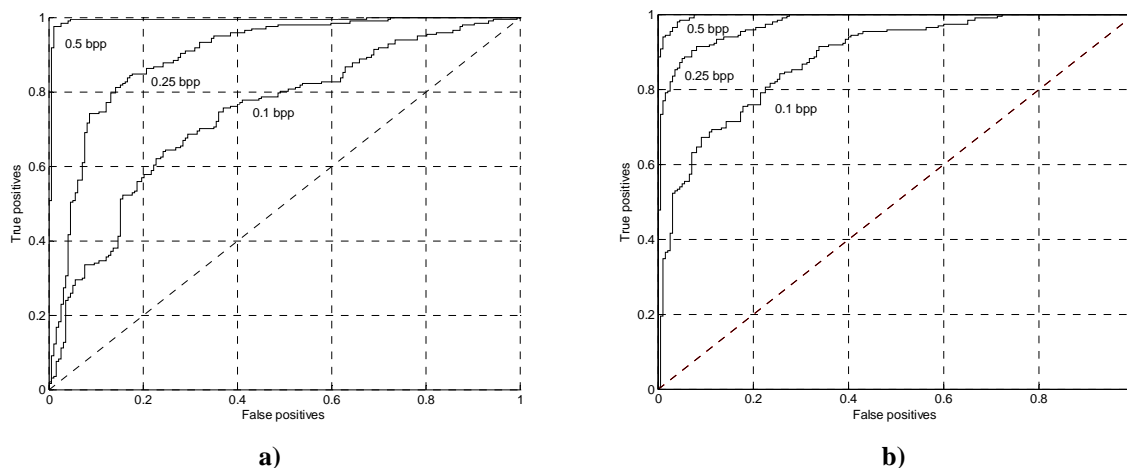 1
0.8
0.6
0.4
0.2
0
True positives
0.5 bpp
0.25 bpp
0.1 bpp
0 0.2 0.4 0.6 0.8 1
False positives
a)
1
0.8
0.6
0.4
0.2
0
True positives
0.5 bpp
0.25 bpp
0.1 bpp
0 0.2 0.4 0.6 0.8
False positives
b)